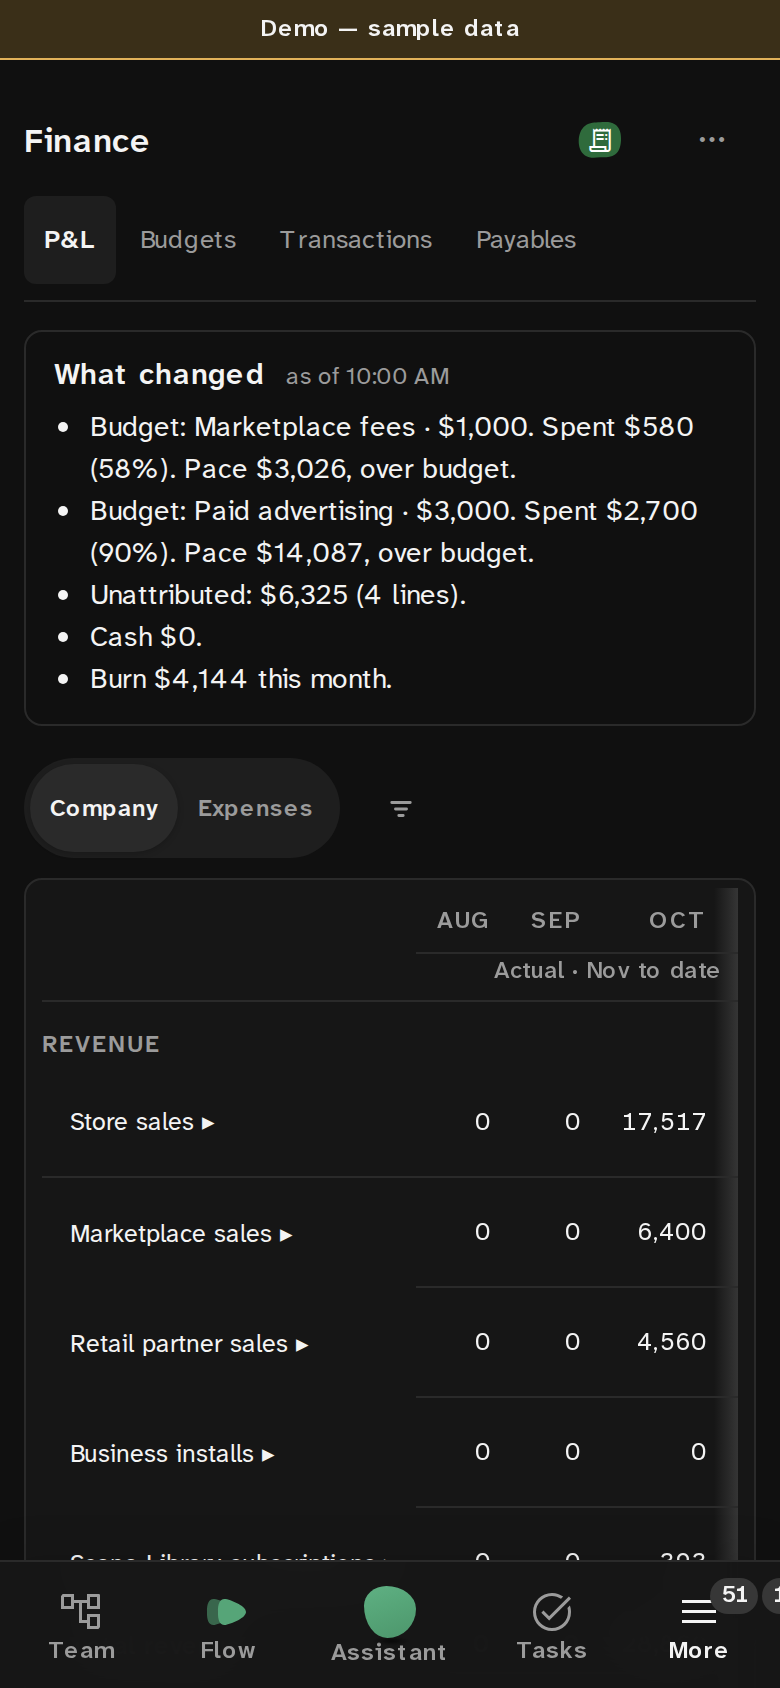 Demo — sample data
Finance
P&L Budgets Transactions Payables
What changed as of 10:00 AM
• Budget: Marketplace fees · $1,000. Spent $580
(58%). Pace $3,026, over budget.
• Budget: Paid advertising · $3,000. Spent $2,700
(90%). Pace $14,087, over budget.
• Unattributed: $6,325 (4 lines).
• Cash $0.
• Burn $4,144 this month.
Company Expenses
AUG SEP OCT
Actual · Nov to date
REVENUE
Store sales ▸ 0 0 17,517
Marketplace sales ▸ 0 0 6,400
Retail partner sales ▸ 0 0 4,560
Business installs ▸ 0 0 0
51
Team Flow Assistant Tasks More